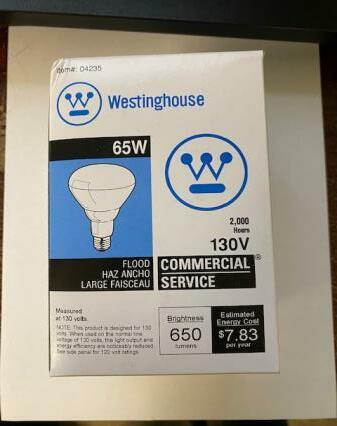 Item#: 04235
Westinghouse
65W
2,000
Hours
130V
FLOOD
HAZ ANCHO
LARGE FAISCEAU
COMMERCIAL®
SERVICE
Measured
at 130 volts.
NOTE: This product is designed for 130
volts. When used on the normal line
voltage of 120 volts, the light output and
energy efficiency are noticeably reduced.
See side panel for 120 volt ratings.
Brightness
650
lumens
Estimated
Energy Cost
$7.83
per year